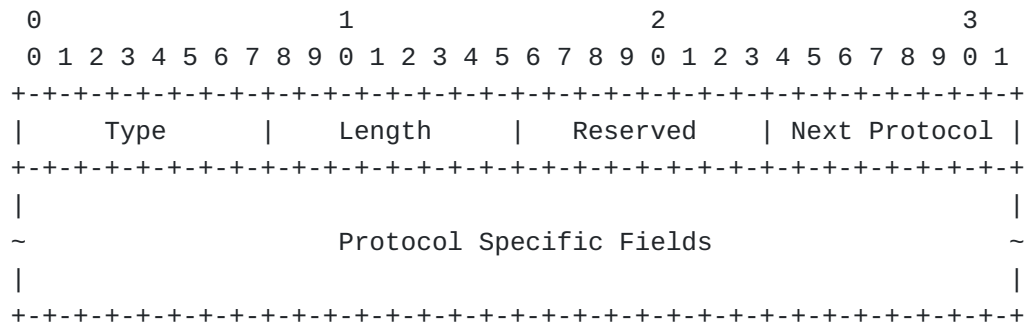 0                   1                   2                   3
 0 1 2 3 4 5 6 7 8 9 0 1 2 3 4 5 6 7 8 9 0 1 2 3 4 5 6 7 8 9 0 1
+-+-+-+-+-+-+-+-+-+-+-+-+-+-+-+-+-+-+-+-+-+-+-+-+-+-+-+-+-+-+-+-+
|     Type      |    Length     |   Reserved    | Next Protocol |
+-+-+-+-+-+-+-+-+-+-+-+-+-+-+-+-+-+-+-+-+-+-+-+-+-+-+-+-+-+-+-+-+
|                                                               |
~                    Protocol Specific Fields                   ~
|                                                               |
+-+-+-+-+-+-+-+-+-+-+-+-+-+-+-+-+-+-+-+-+-+-+-+-+-+-+-+-+-+-+-+-+